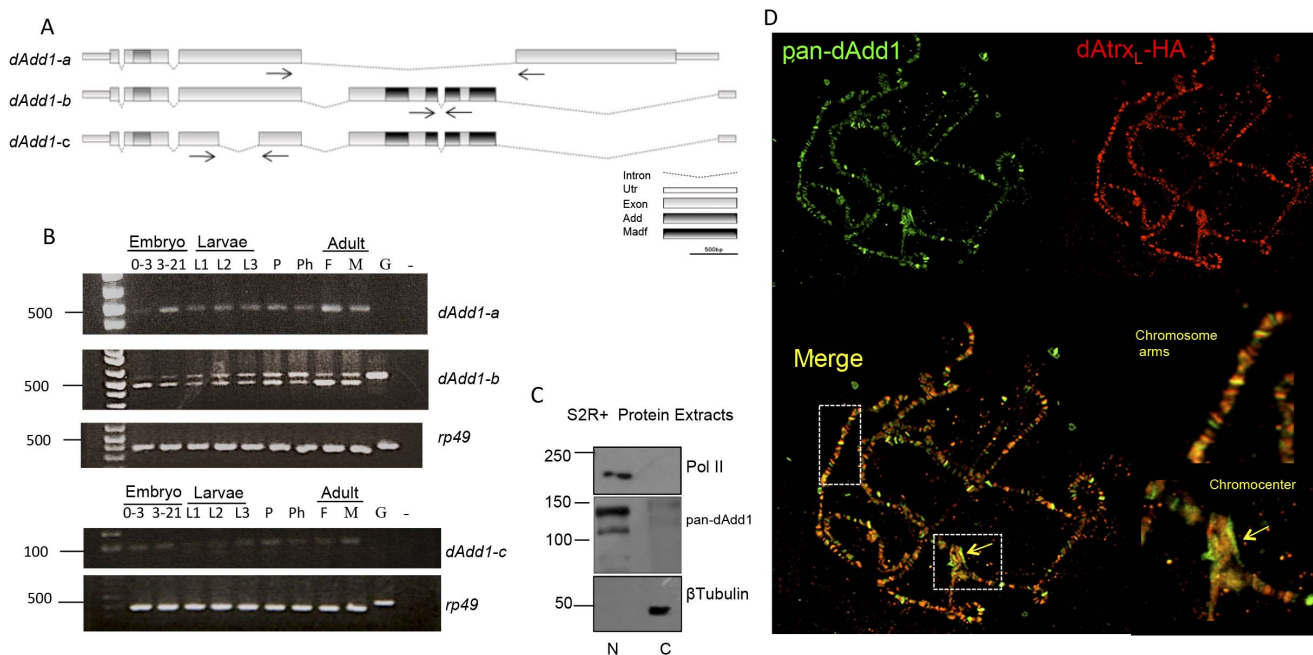 A
dAdd1-a
dAdd1-b
dAdd1-c
Intron
Utr
Exon
Add
Madf
500bp
B
Embryo Larvae Adult
0-3 3-21 L1 L2 L3 P Ph F M G -
500 dAdd1-a
500 dAdd1-b
500 rp49
Embryo Larvae Adult
0-3 3-21 L1 L2 L3 P Ph F M G -
100 dAdd1-c
500 rp49
C
S2R+ Protein Extracts
250
Pol II
150
pan-dAdd1
100
βTubulin
50
N C
D
pan-dAdd1 dAtrxL-HA
Merge
Chromosome
arms
Chromocenter